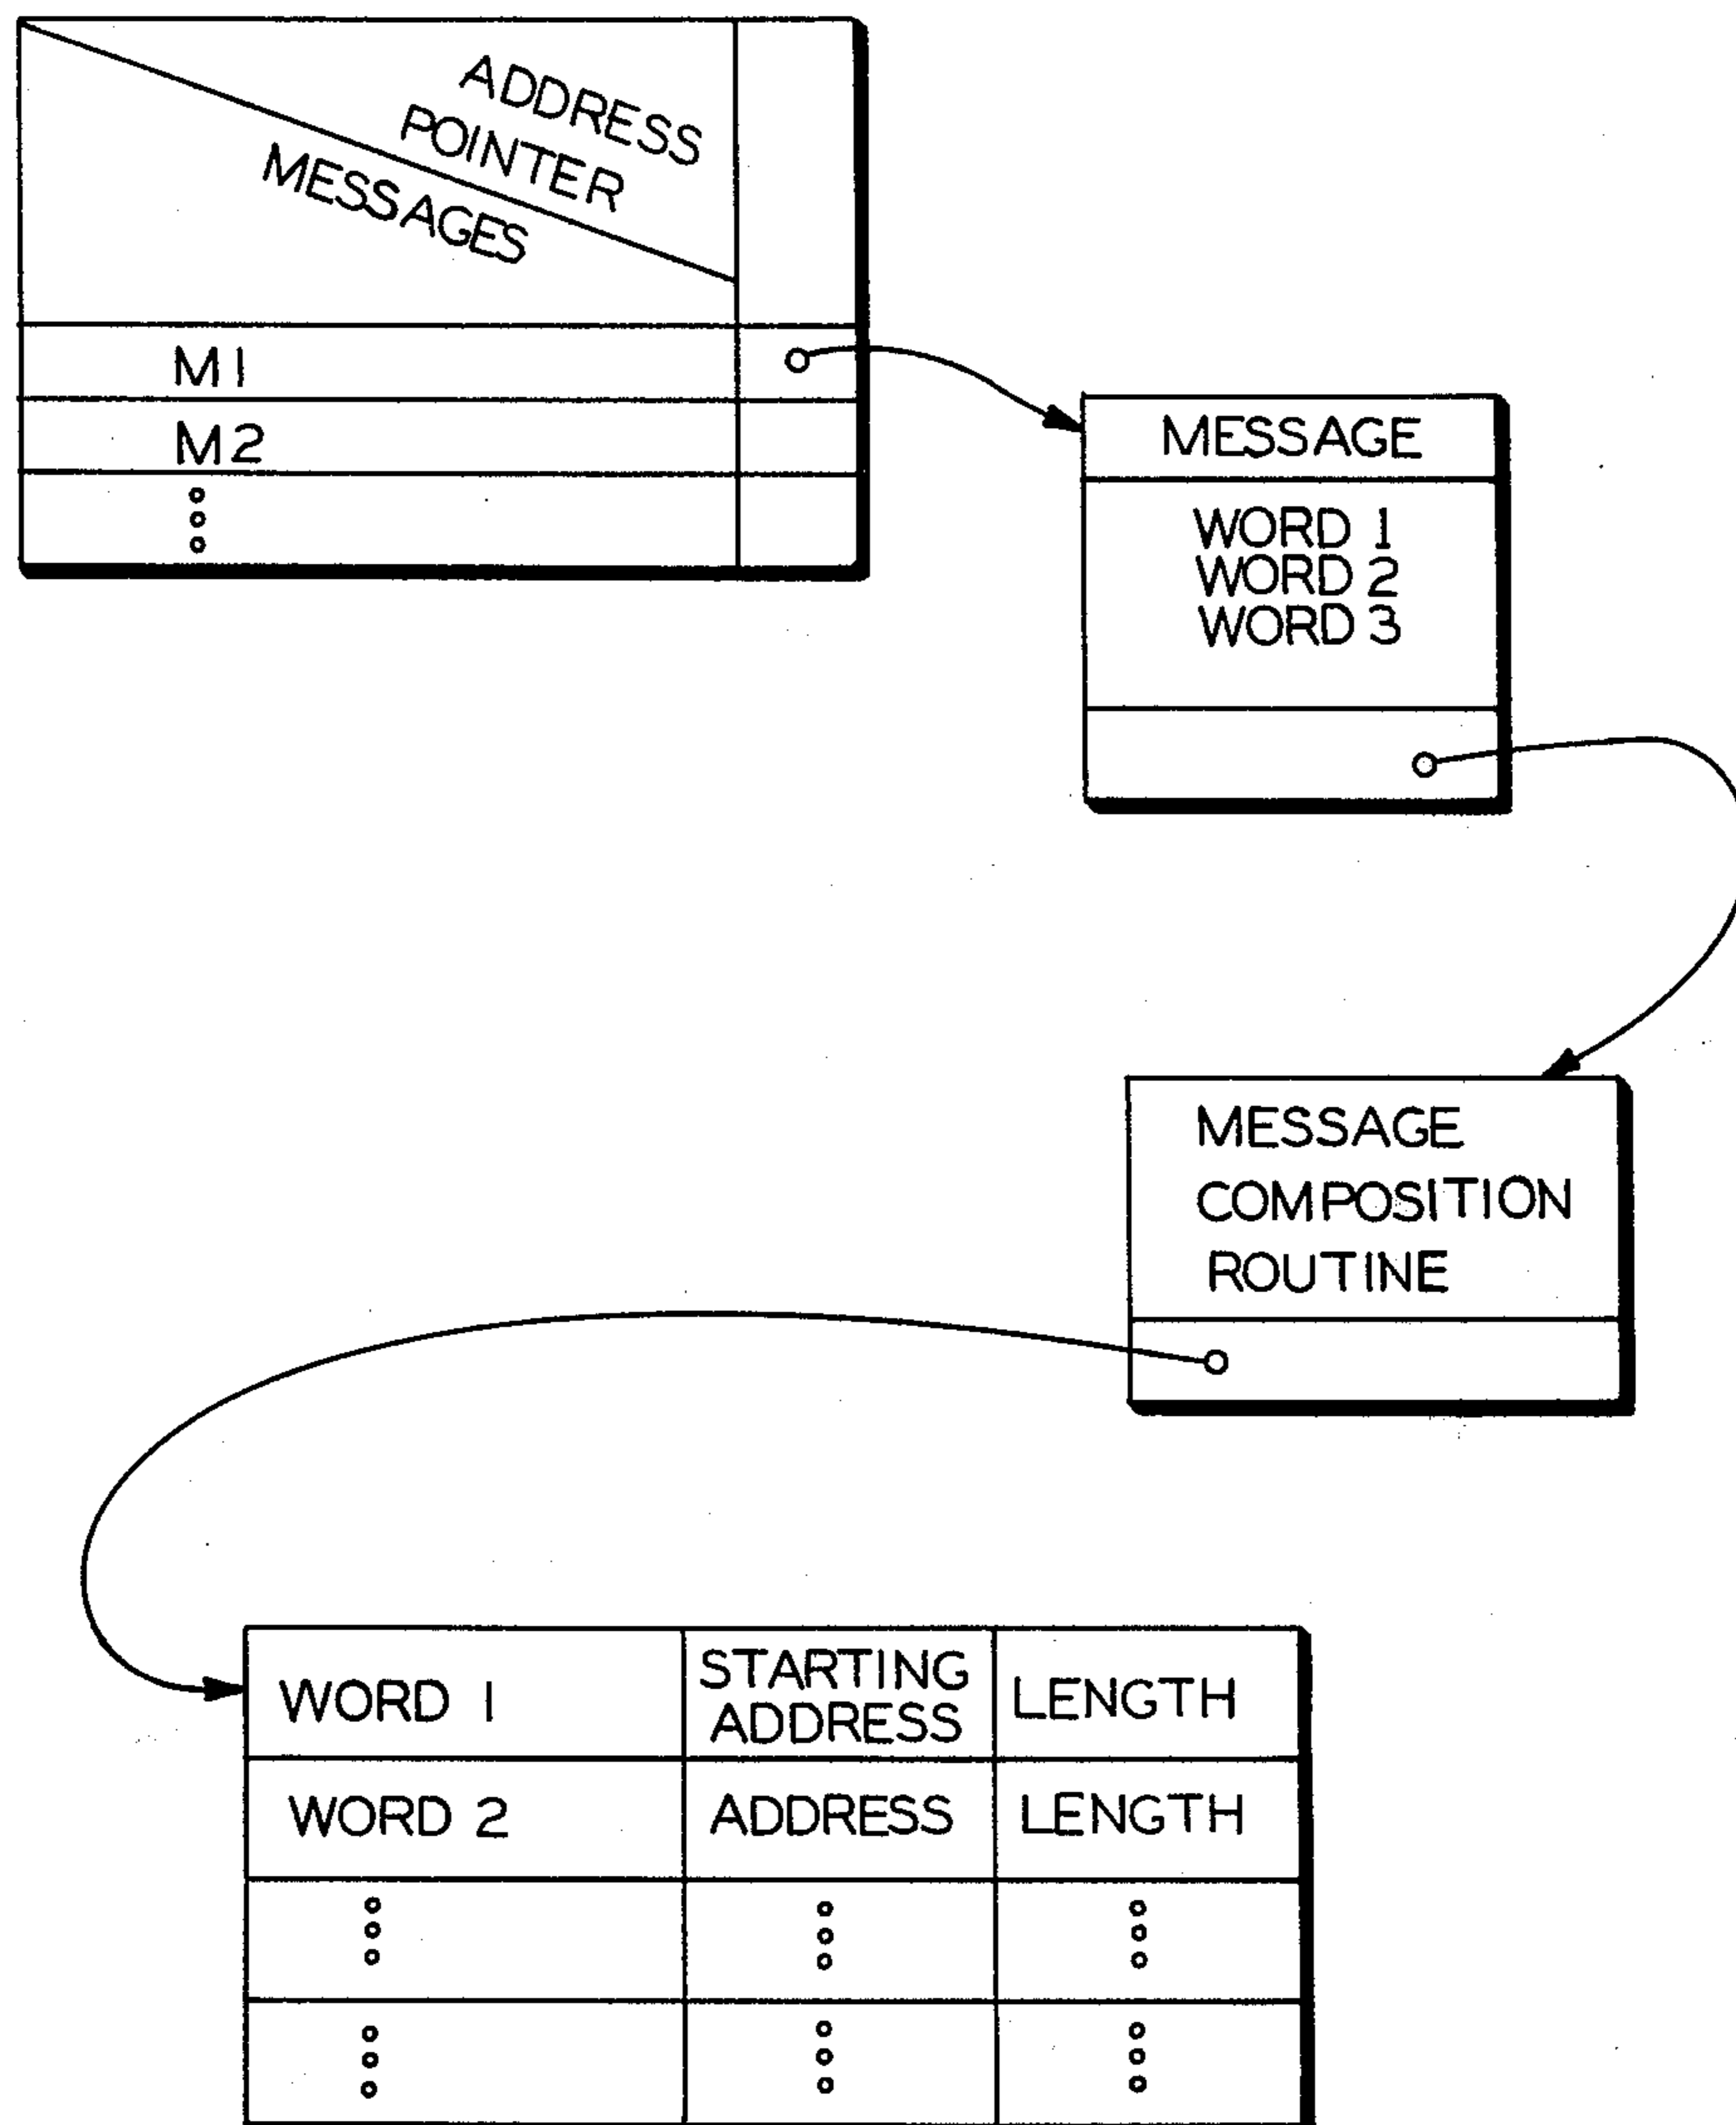 ADDRESS
POINTER
MESSAGES
M1
M2
MESSAGE
WORD 1
WORD 2
WORD 3
MESSAGE
COMPOSITION
ROUTINE
WORD 1
STARTING
ADDRESS
LENGTH
WORD 2
ADDRESS
LENGTH